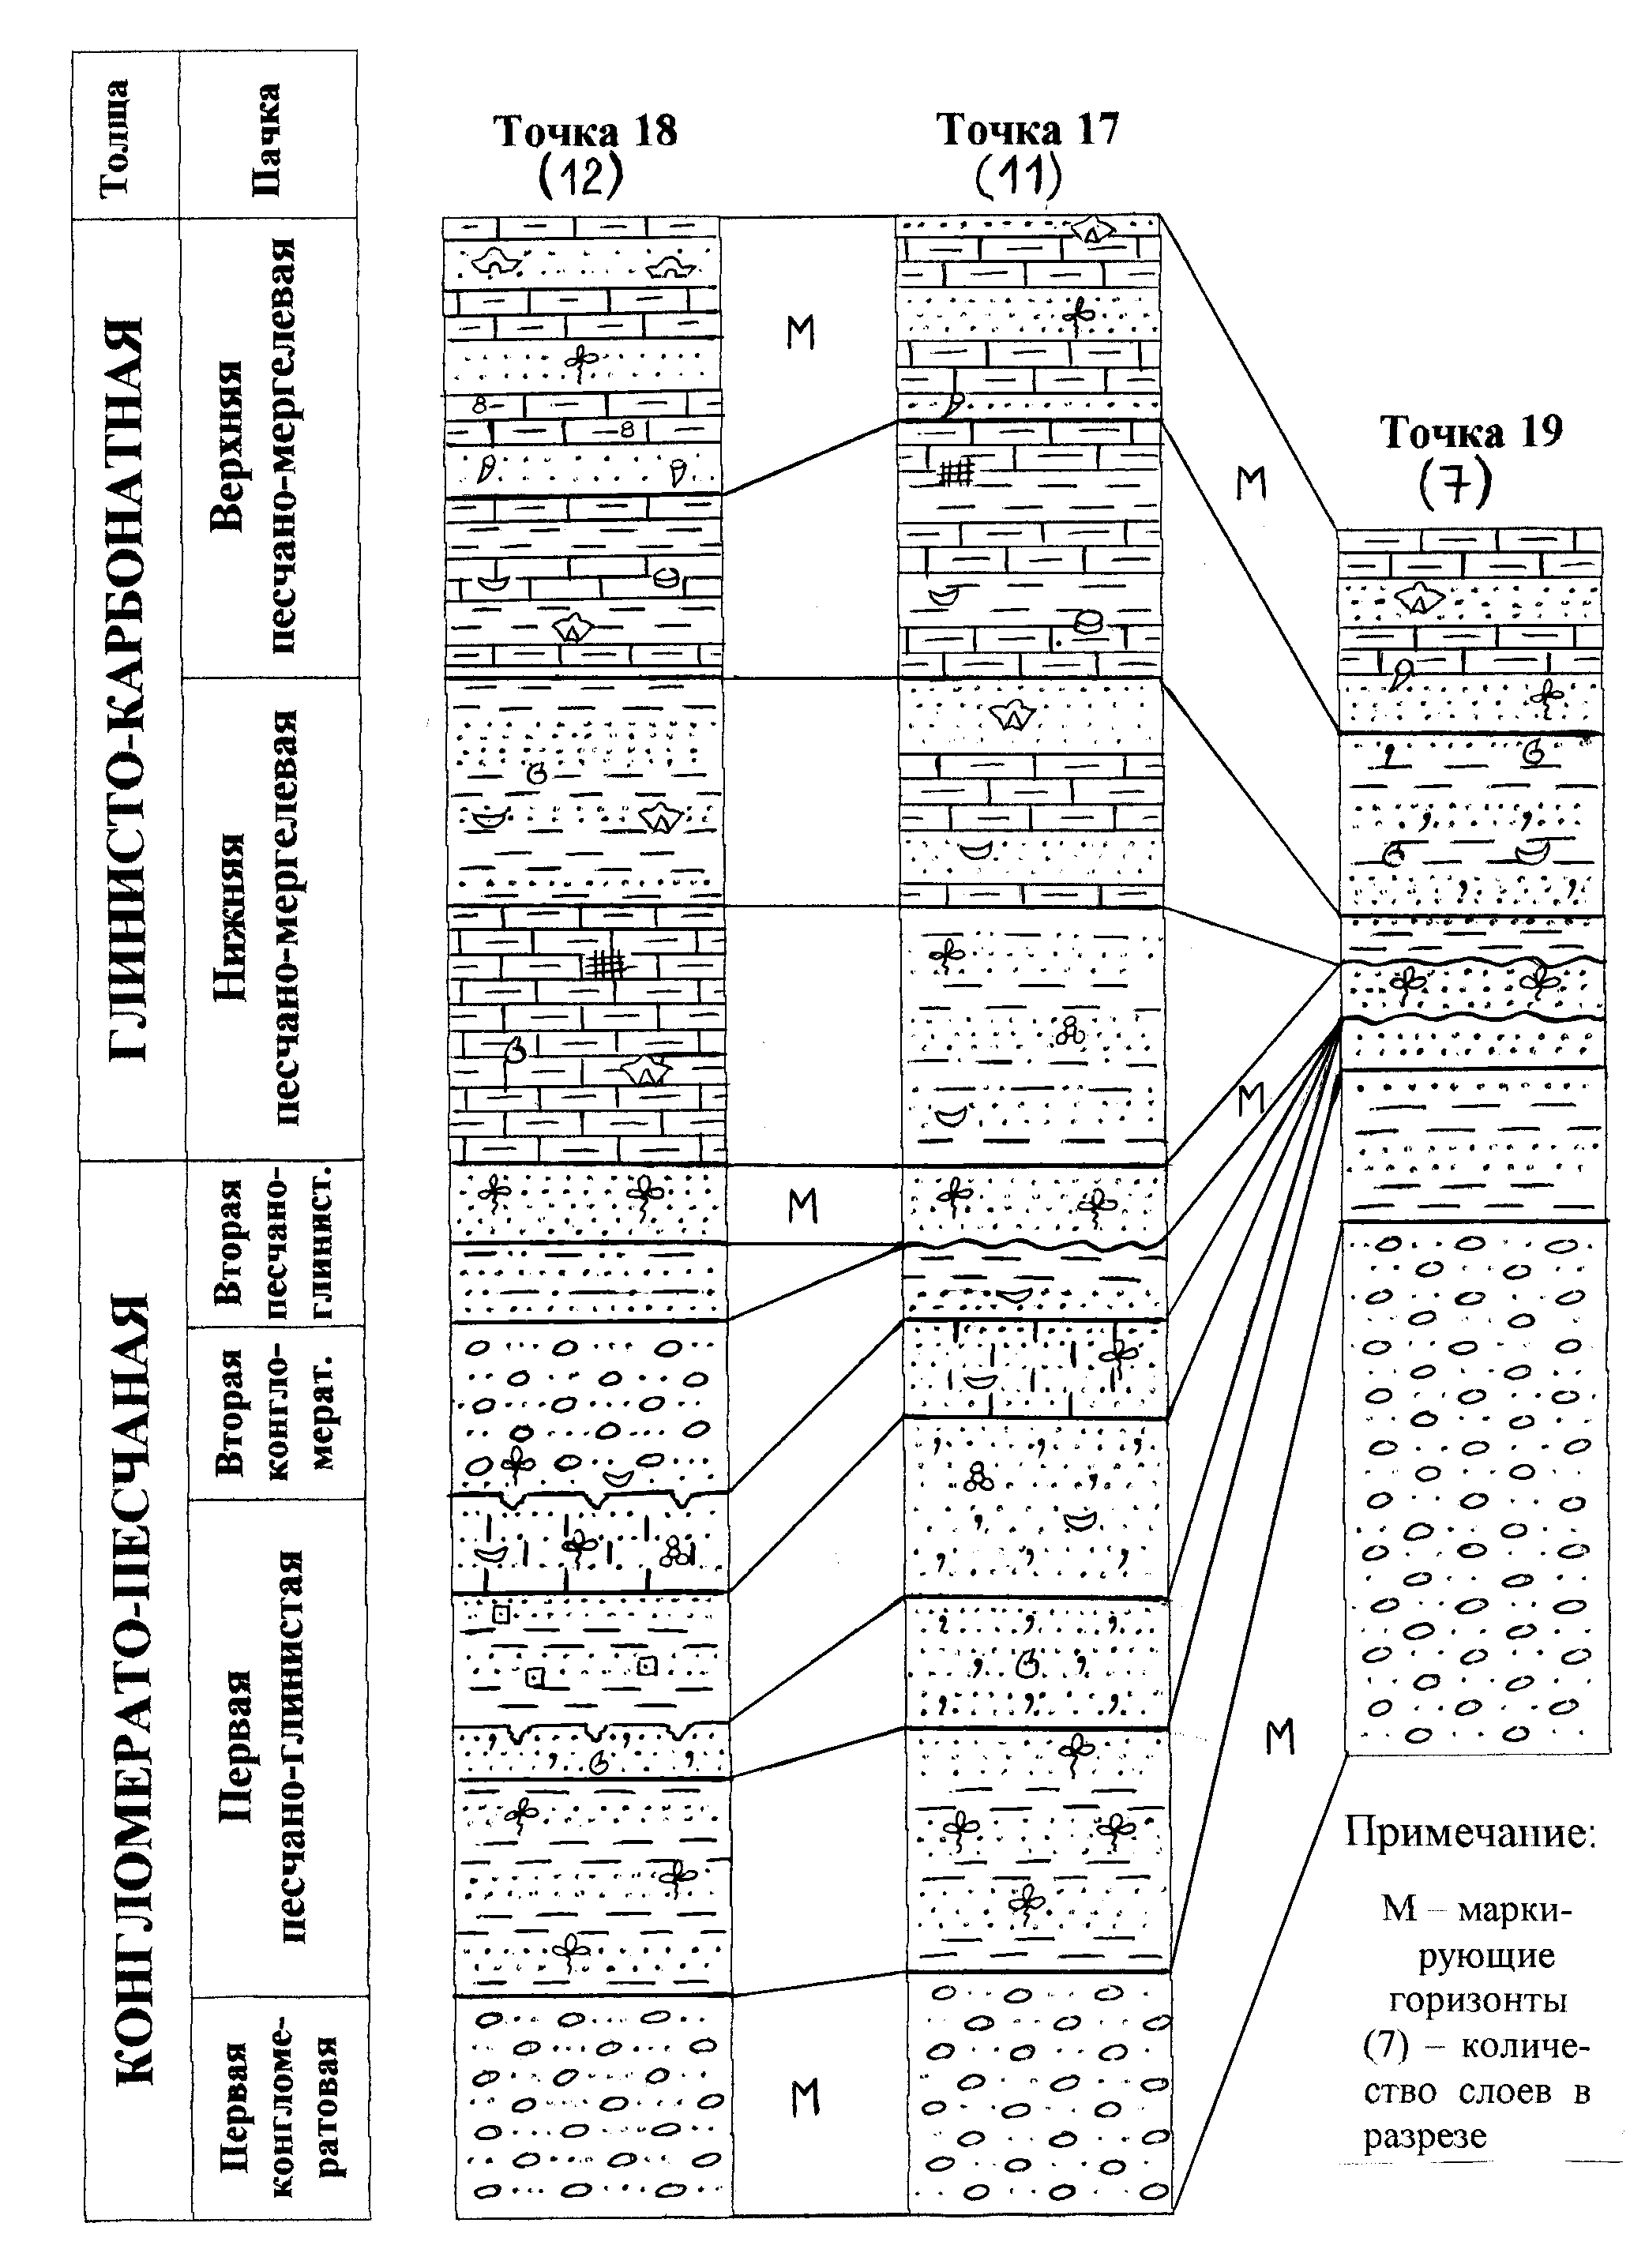 Толща
Пачка
Точка 18
(12)
Точка 17
(11)
Точка 19
(7)
ГЛИНИСТО-КАРБОНАТНАЯ
Верхняя
песчано-мергелевая
Нижняя
песчано-мергелевая
КОНГЛОМЕРАТО-ПЕСЧАНАЯ
Вторая
песчано-
глинист.
Вторая
конгло-
мерат.
Первая
песчано-глинистая
Первая
конгломе-
ратовая
М
М
М
М
М
М
Примечание:
М – марки-
рующие
горизонты
(7) – количе-
ство слоев в
разрезе